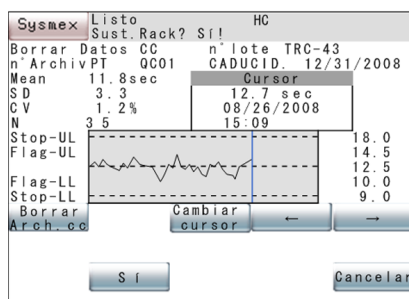 Sysmex Listo HC
Sust.Rack? Sí!
Borrar Datos CC n°lote TRC-43
n°Archiv PT QC01 CADUCID. 12/31/2008
Mean 11.8sec Cursor
SD 3.3 12.7 sec
CV 1.2% 08/26/2008
N 35 15:09
Stop-UL 18.0
Flag-UL 14.5
12.5
Flag-LL 10.0
Stop-LL 9.0
Borrar Arch.cc
Cambiar cursor
← →
Sí Cancelar